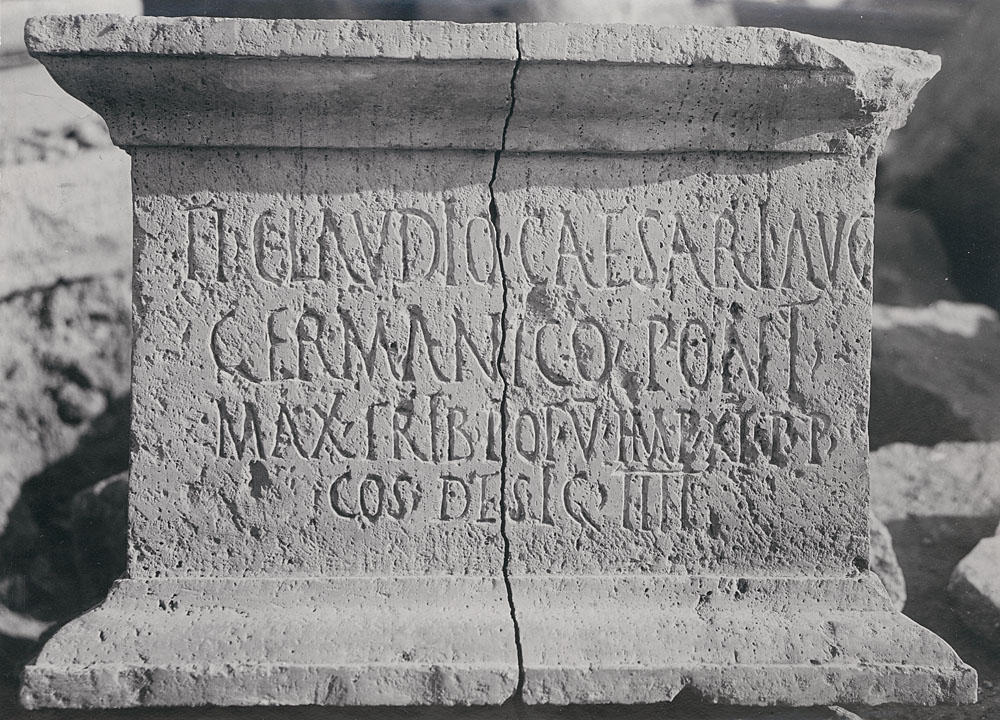 TI CLAVDIO CAESARI AVG
GERMANICO PONT
MAX TRIB POT V IMP XI P P
COS DESIG IIII